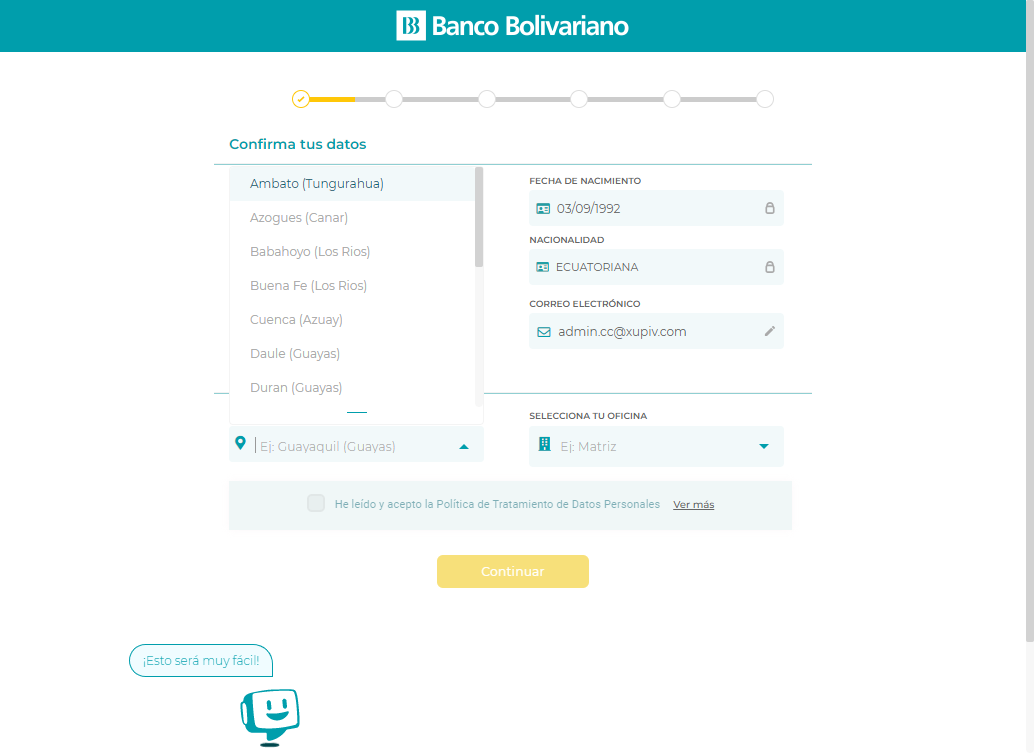 Banco Bolivariano
Confirma tus datos
Ambato (Tungurahua)
Azogues (Canar)
Babahoyo (Los Rios)
Buena Fe (Los Rios)
Cuenca (Azuay)
Daule (Guayas)
Duran (Guayas)
Ej: Guayaquil (Guayas)
FECHA DE NACIMIENTO
03/09/1992
NACIONALIDAD
ECUATORIANA
CORREO ELECTRÓNICO
admin.cc@xupiv.com
SELECCIONA TU OFICINA
Ej: Matriz
He leído y acepto la Política de Tratamiento de Datos Personales Ver más
Continuar
¡Esto será muy fácil!